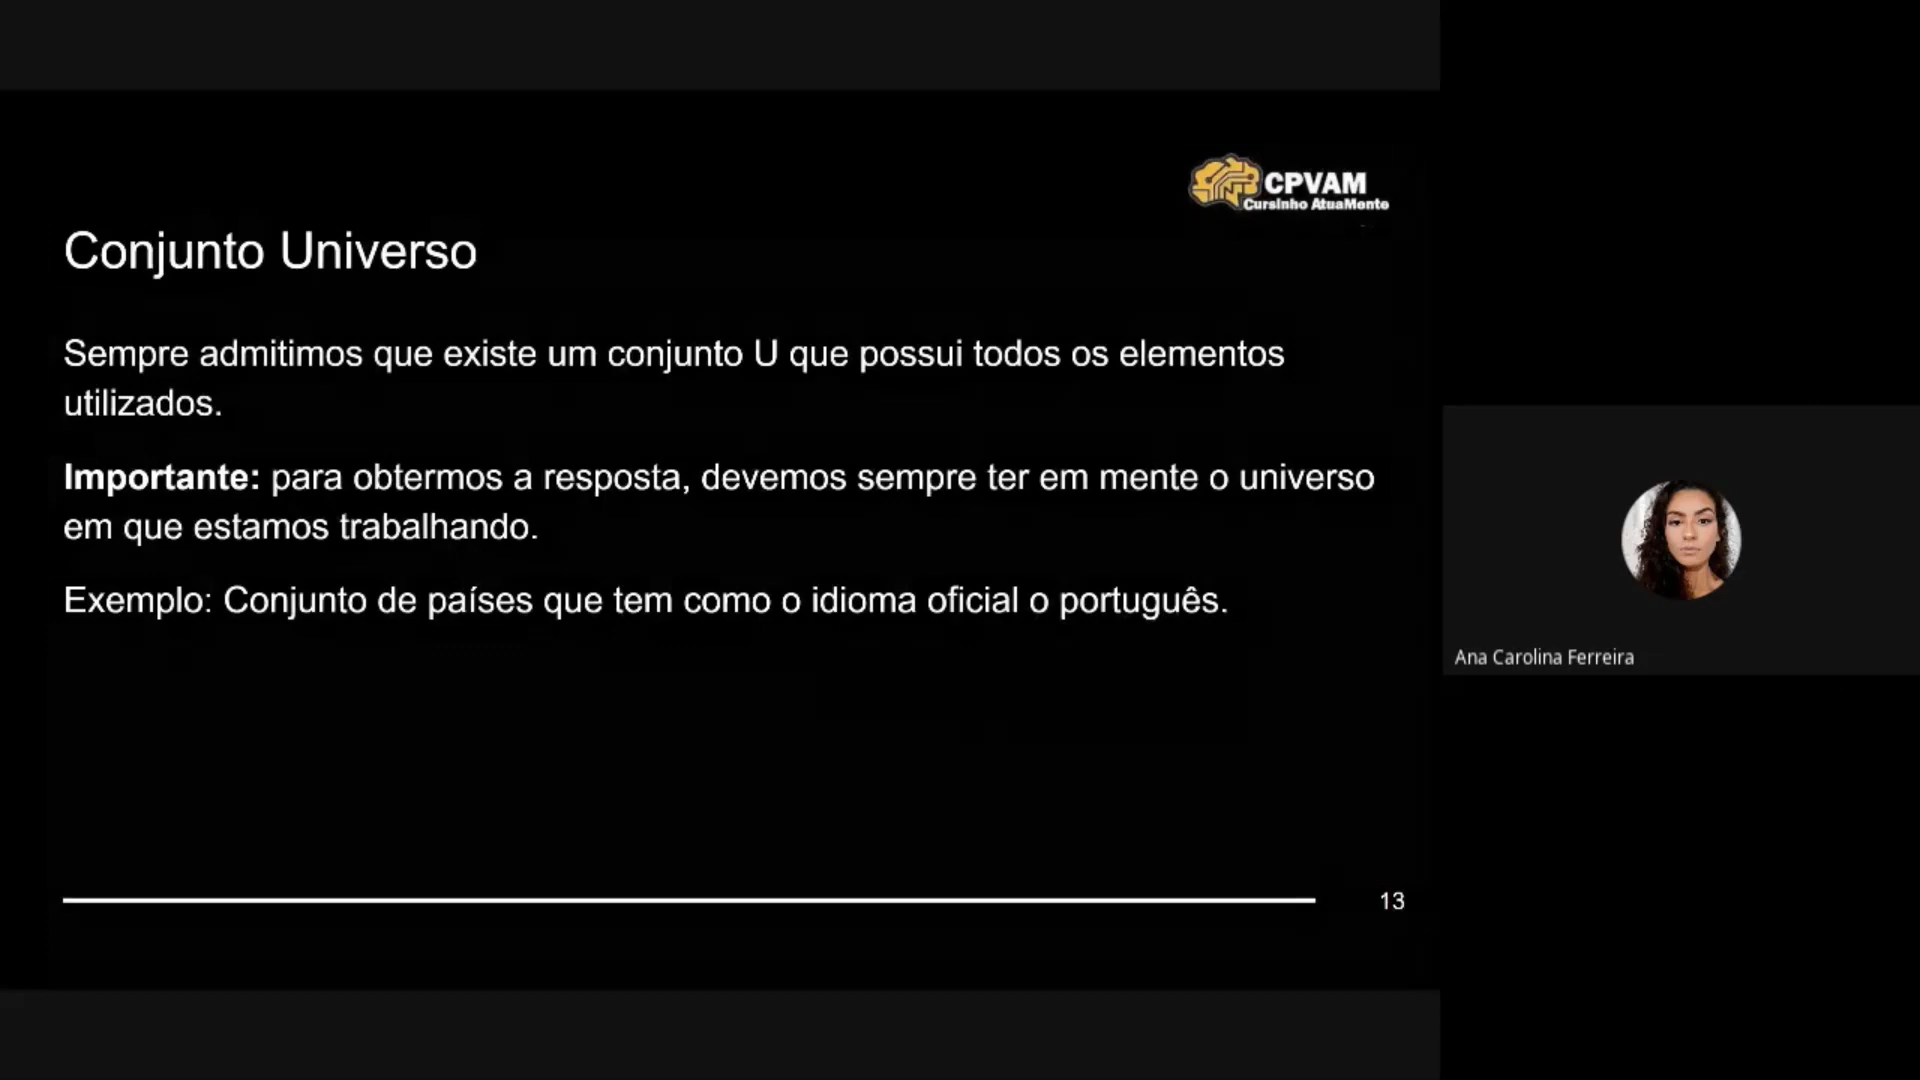 CPVAM
Cursinho AtuaMente
Conjunto Universo
Sempre admitimos que existe um conjunto U que possui todos os elementos
utilizados.
Importante: para obtermos a resposta, devemos sempre ter em mente o universo
em que estamos trabalhando.
Exemplo: Conjunto de países que tem como o idioma oficial o português.
Ana Carolina Ferreira
13